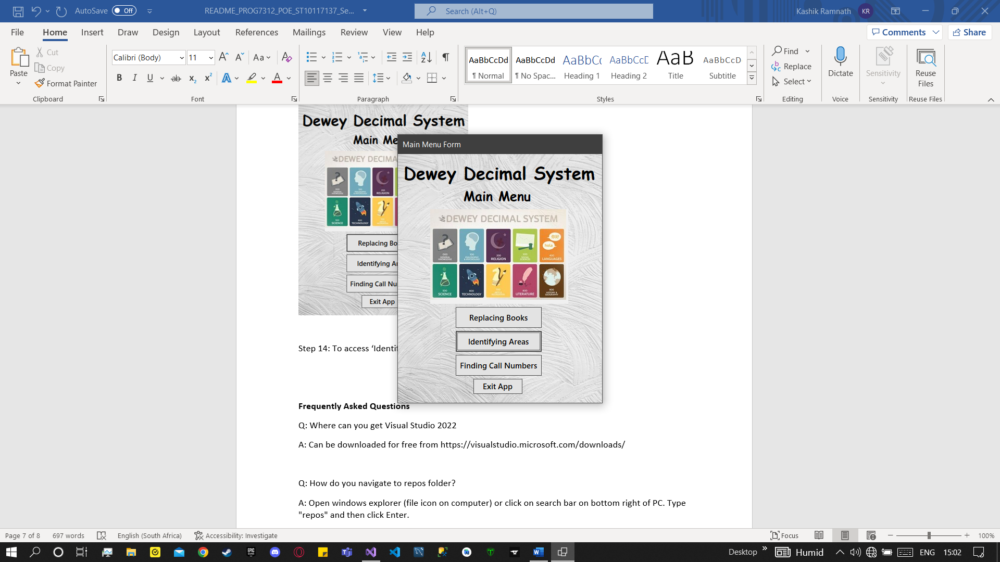 AutoSave Off
README_PROG7312_POE_ST10117137_Se...
Search (Alt+Q)
Kashik Ramnath KR
File Home Insert Draw Design Layout References Mailings Review View Help
Comments Share
Paste
Cut
Copy
Format Painter
Clipboard
Calibri (Body) 11
Font
Paragraph
AaBbCcDd AaBbCcDd AaBbCc AaBbCcD AaB AaBbCcD
¶ Normal ¶ No Spac... Heading 1 Heading 2 Title Subtitle
Styles
Find
Replace
Select
Editing
Dictate
Voice
Sensitivity
Sensitivity
Reuse
Files
Reuse Files
Dewey Decimal System
Main Me
DEWEY DECIMA
RELIGION
SCIENCE
TECHNOLOGY
Replacing Bo
Identifying Ar
Finding Call Nu
Exit App
Main Menu Form
Dewey Decimal System
Main Menu
DEWEY DECIMAL SYSTEM
000 GENERAL KNOWLEDGE
100 PHILOSOPHY & PSYCHOLOGY
200 RELIGION
300 SOCIAL SCIENCES
你好
hola
400 LANGUAGES
500 SCIENCE
600 TECHNOLOGY
700 ARTS & RECREATION
800 LITERATURE
900 HISTORY & GEOGRAPHY
Replacing Books
Identifying Areas
Finding Call Numbers
Exit App
Step 14: To access ‘Identif
Frequently Asked Questions
Q: Where can you get Visual Studio 2022
A: Can be downloaded for free from https://visualstudio.microsoft.com/downloads/
Q: How do you navigate to repos folder?
A: Open windows explorer (file icon on computer) or click on search bar on bottom right of PC. Type
"repos" and then click Enter.
Page 7 of 8 697 words English (South Africa) Accessibility: Investigate
Focus 100%
Desktop Humid ENG 15:02